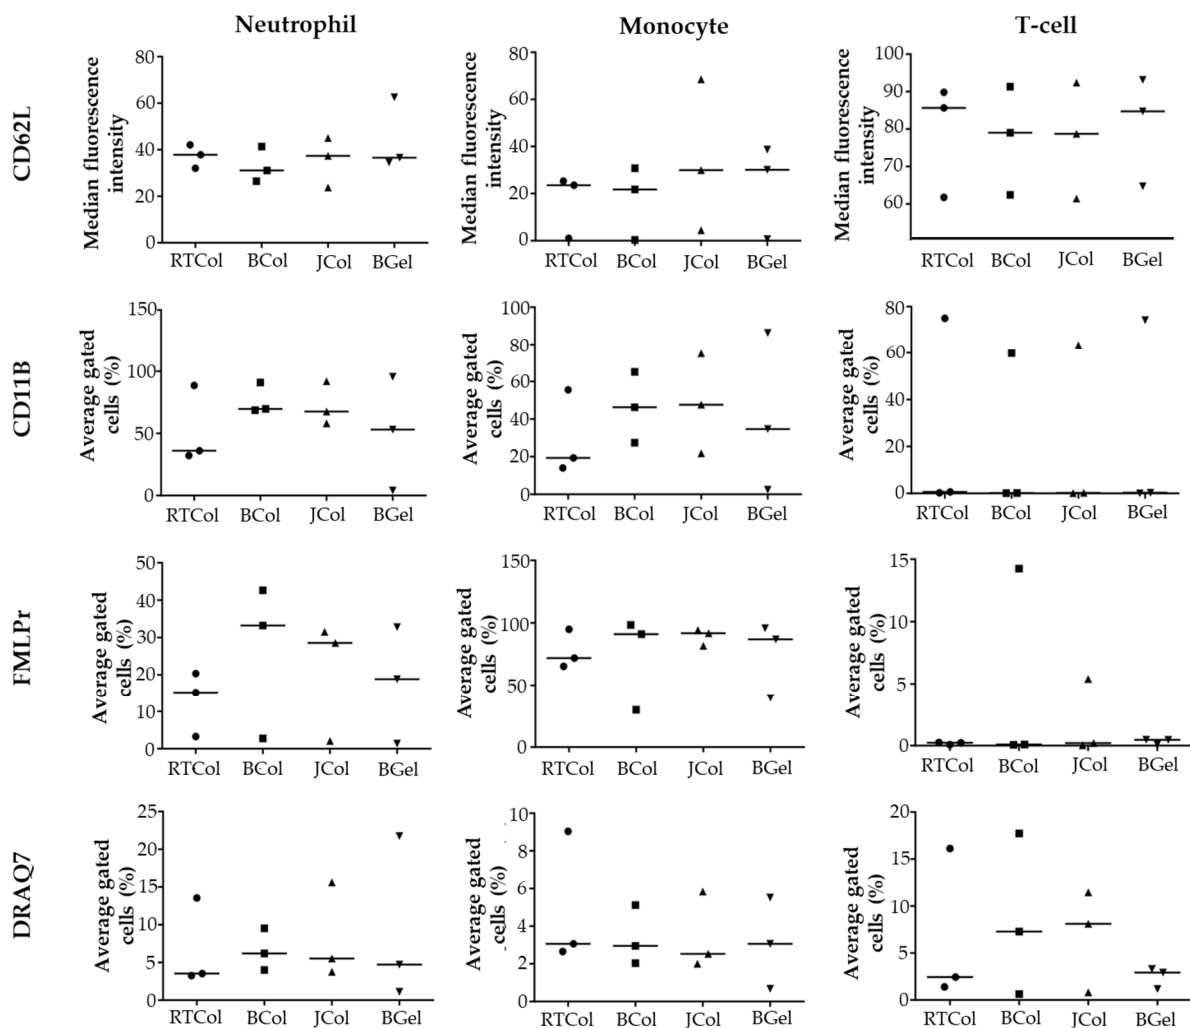 Neutrophil Monocyte T-cell
CD62L
Median fluorescence
intensity
80
60
40
20
0
RTCol BCol JCol BGel
Median fluorescence
intensity
80
60
40
20
0
RTCol BCol JCol BGel
Median fluorescence
intensity
100
90
80
70
60
RTCol BCol JCol BGel
CD11B
Average gated
cells (%)
150
100
50
0
RTCol BCol JCol BGel
Average gated
cells (%)
100
80
60
40
20
0
RTCol BCol JCol BGel
Average gated
cells (%)
80
60
40
20
0
RTCol BCol JCol BGel
FMLPr
Average gated
cells (%)
50
40
30
20
10
0
RTCol BCol JCol BGel
Average gated
cells (%)
150
100
50
0
RTCol BCol JCol BGel
Average gated
cells (%)
15
10
5
0
RTCol BCol JCol BGel
DRAQ7
Average gated
cells (%)
25
20
15
10
5
0
RTCol BCol JCol BGel
Average gated
cells (%)
10
8
6
4
2
0
RTCol BCol JCol BGel
Average gated
cells (%)
20
15
10
5
0
RTCol BCol JCol BGel